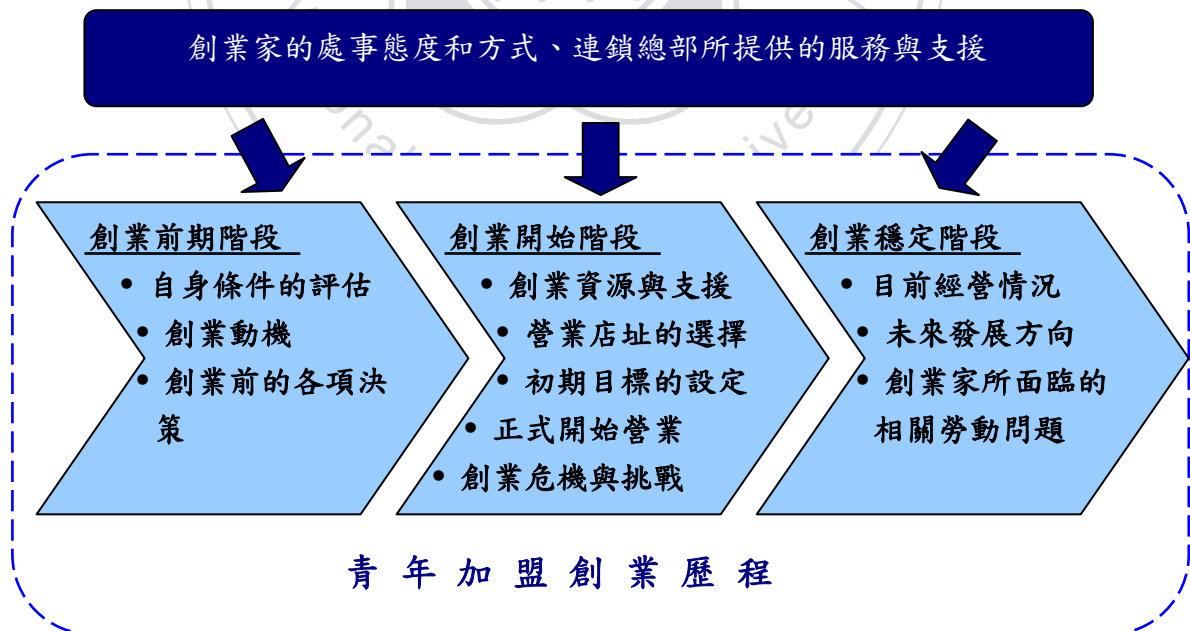 創業家的處事態度和方式、連鎖總部所提供的服務與支援
創業前期階段
• 自身條件的評估
• 創業動機
• 創業前的各項決
策
創業開始階段
• 創業資源與支援
• 營業店址的選擇
• 初期目標的設定
• 正式開始營業
• 創業危機與挑戰
創業穩定階段
• 目前經營情況
• 未來發展方向
• 創業家所面臨的
相關勞動問題
青年加盟創業歷程